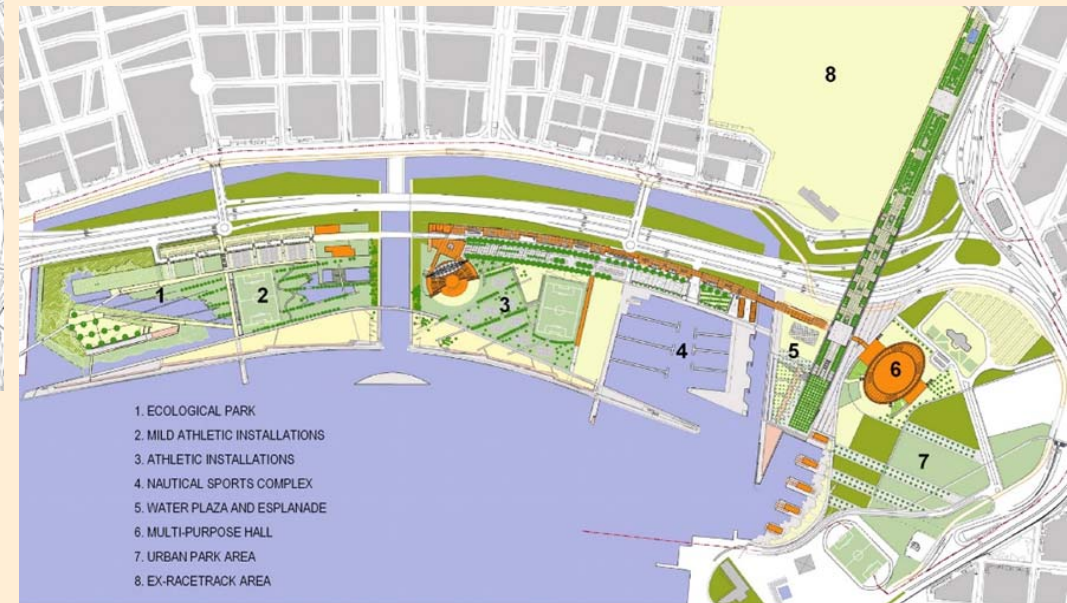 8
1
2
3
4
5
6
7
1. ECOLOGICAL PARK
2. MILD ATHLETIC INSTALLATIONS
3. ATHLETIC INSTALLATIONS
4. NAUTICAL SPORTS COMPLEX
5. WATER PLAZA AND ESPLANADE
6. MULTI-PURPOSE HALL
7. URBAN PARK AREA
8. EX-RACETRACK AREA